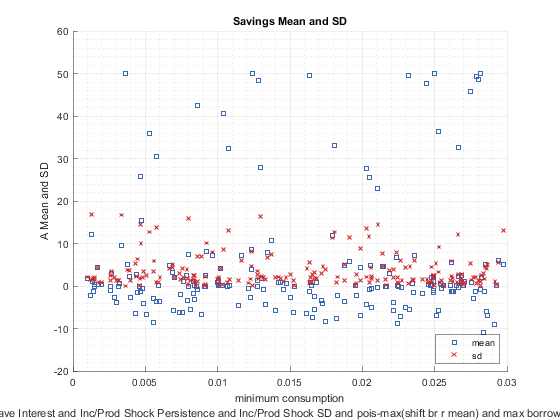 Savings Mean and SD
60
50
40
30
20
10
0
-10
-20
A Mean and SD
0 0.005 0.01 0.015 0.02 0.025 0.03
minimum consumption
mean
sd
ave Interest and Inc/Prod Shock Persistence and Inc/Prod Shock SD and pois-max(shift br r mean) and max borrow